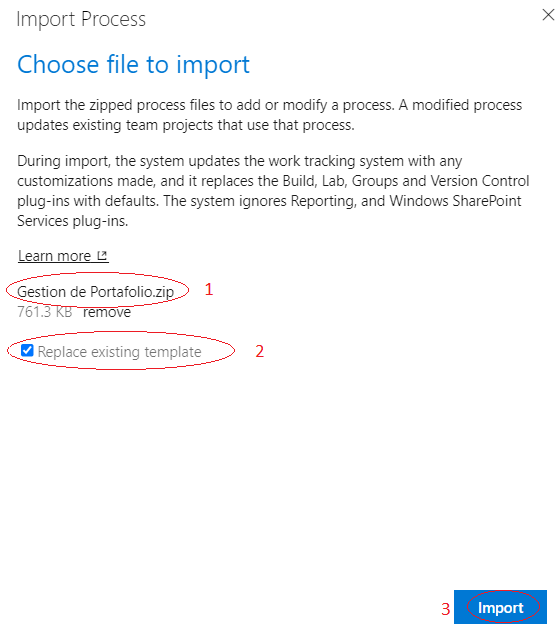 Import Process
Choose file to import
Import the zipped process files to add or modify a process. A modified process
updates existing team projects that use that process.
During import, the system updates the work tracking system with any
customizations made, and it replaces the Build, Lab, Groups and Version Control
plug-ins with defaults. The system ignores Reporting, and Windows SharePoint
Services plug-ins.
Learn more
Gestion de Portafolio.zip 1
761.3 KB remove
Replace existing template 2
3 Import